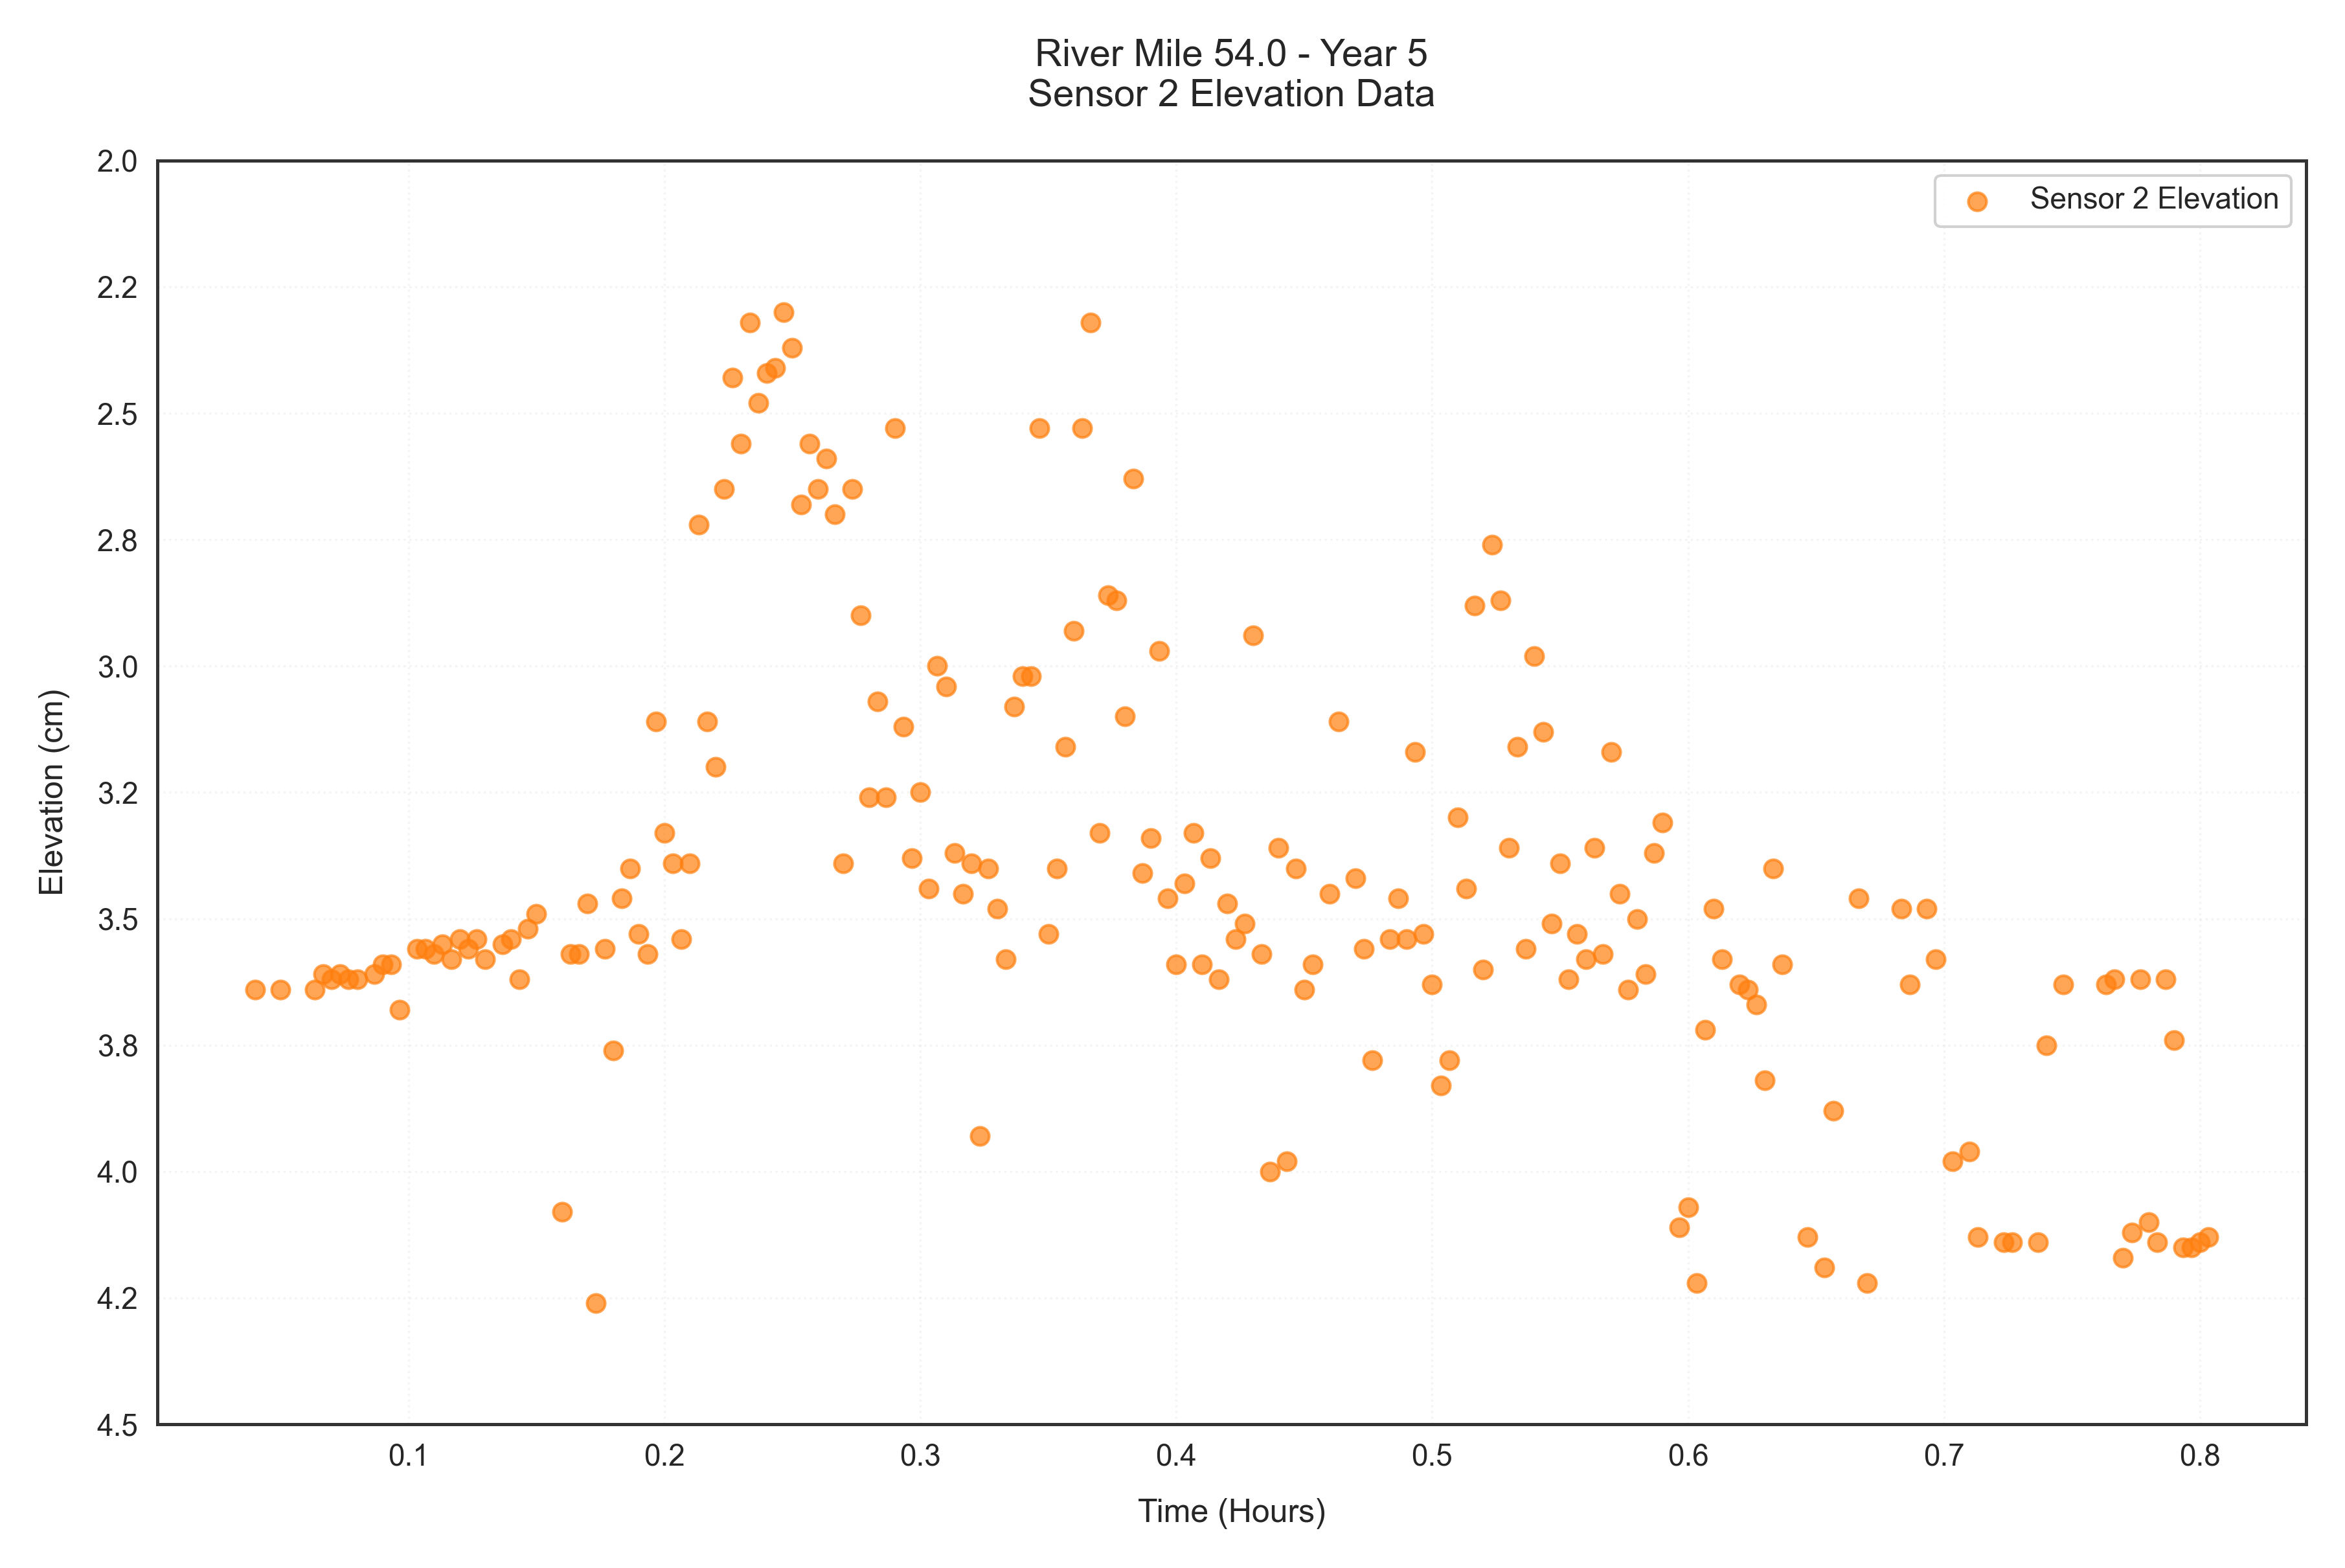 River Mile 54.0 - Year 5
Sensor 2 Elevation Data
Sensor 2 Elevation
2.0
2.2
2.5
2.8
3.0
3.2
3.5
3.8
4.0
4.2
4.5
Elevation (cm)
0.1 0.2 0.3 0.4 0.5 0.6 0.7 0.8
Time (Hours)